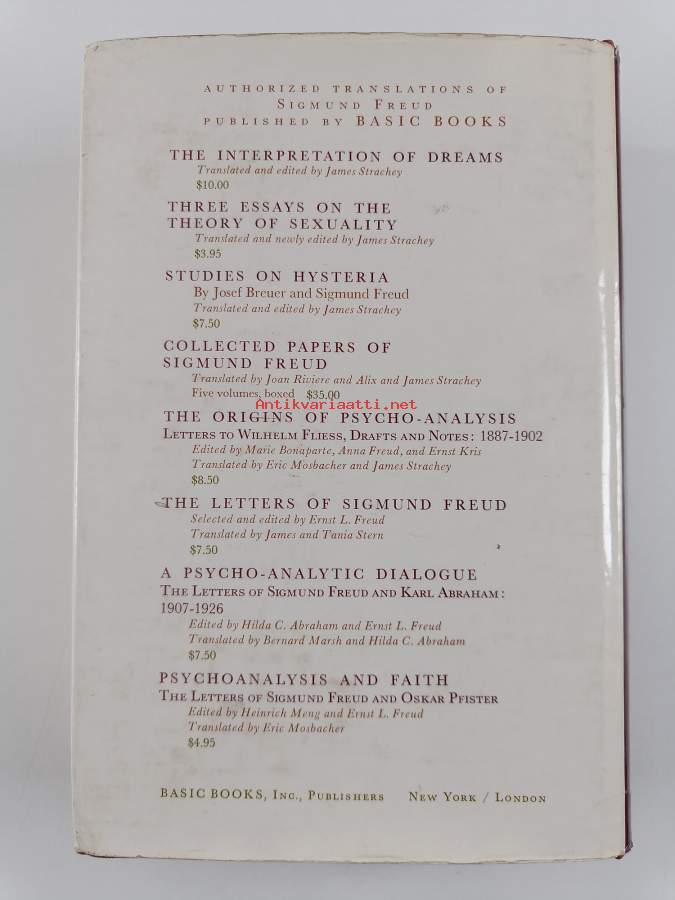 AUTHORIZED TRANSLATIONS OF
SIGMUND FREUD
PUBLISHED BY BASIC BOOKS
THE INTERPRETATION OF DREAMS
Translated and edited by James Strachey
$10.00
THREE ESSAYS ON THE
THEORY OF SEXUALITY
Translated and newly edited by James Strachey
$3.95
STUDIES ON HYSTERIA
By Josef Breuer and Sigmund Freud
Translated and edited by James Strachey
$7.50
COLLECTED PAPERS OF
SIGMUND FREUD
Translated by Joan Riviere and Alix and James Strachey
Five volumes, boxed $35.00
Antikvariaatti.net
THE ORIGINS OF PSYCHO-ANALYSIS
LETTERS TO WILHELM FLIESS, DRAFTS AND NOTES: 1887-1902
Edited by Marie Bonaparte, Anna Freud, and Ernst Kris
Translated by Eric Mosbacher and James Strachey
$8.50
THE LETTERS OF SIGMUND FREUD
Selected and edited by Ernst L. Freud
Translated by James and Tania Stern
$7.50
A PSYCHO-ANALYTIC DIALOGUE
THE LETTERS OF SIGMUND FREUD AND KARL ABRAHAM:
1907-1926
Edited by Hilda C. Abraham and Ernst L. Freud
Translated by Bernard Marsh and Hilda C. Abraham
$7.50
PSYCHOANALYSIS AND FAITH
THE LETTERS OF SIGMUND FREUD AND OSKAR PFISTER
Edited by Heinrich Meng and Ernst L. Freud
Translated by Eric Mosbacher
$4.95
BASIC BOOKS, INC., PUBLISHERS NEW YORK / LONDON